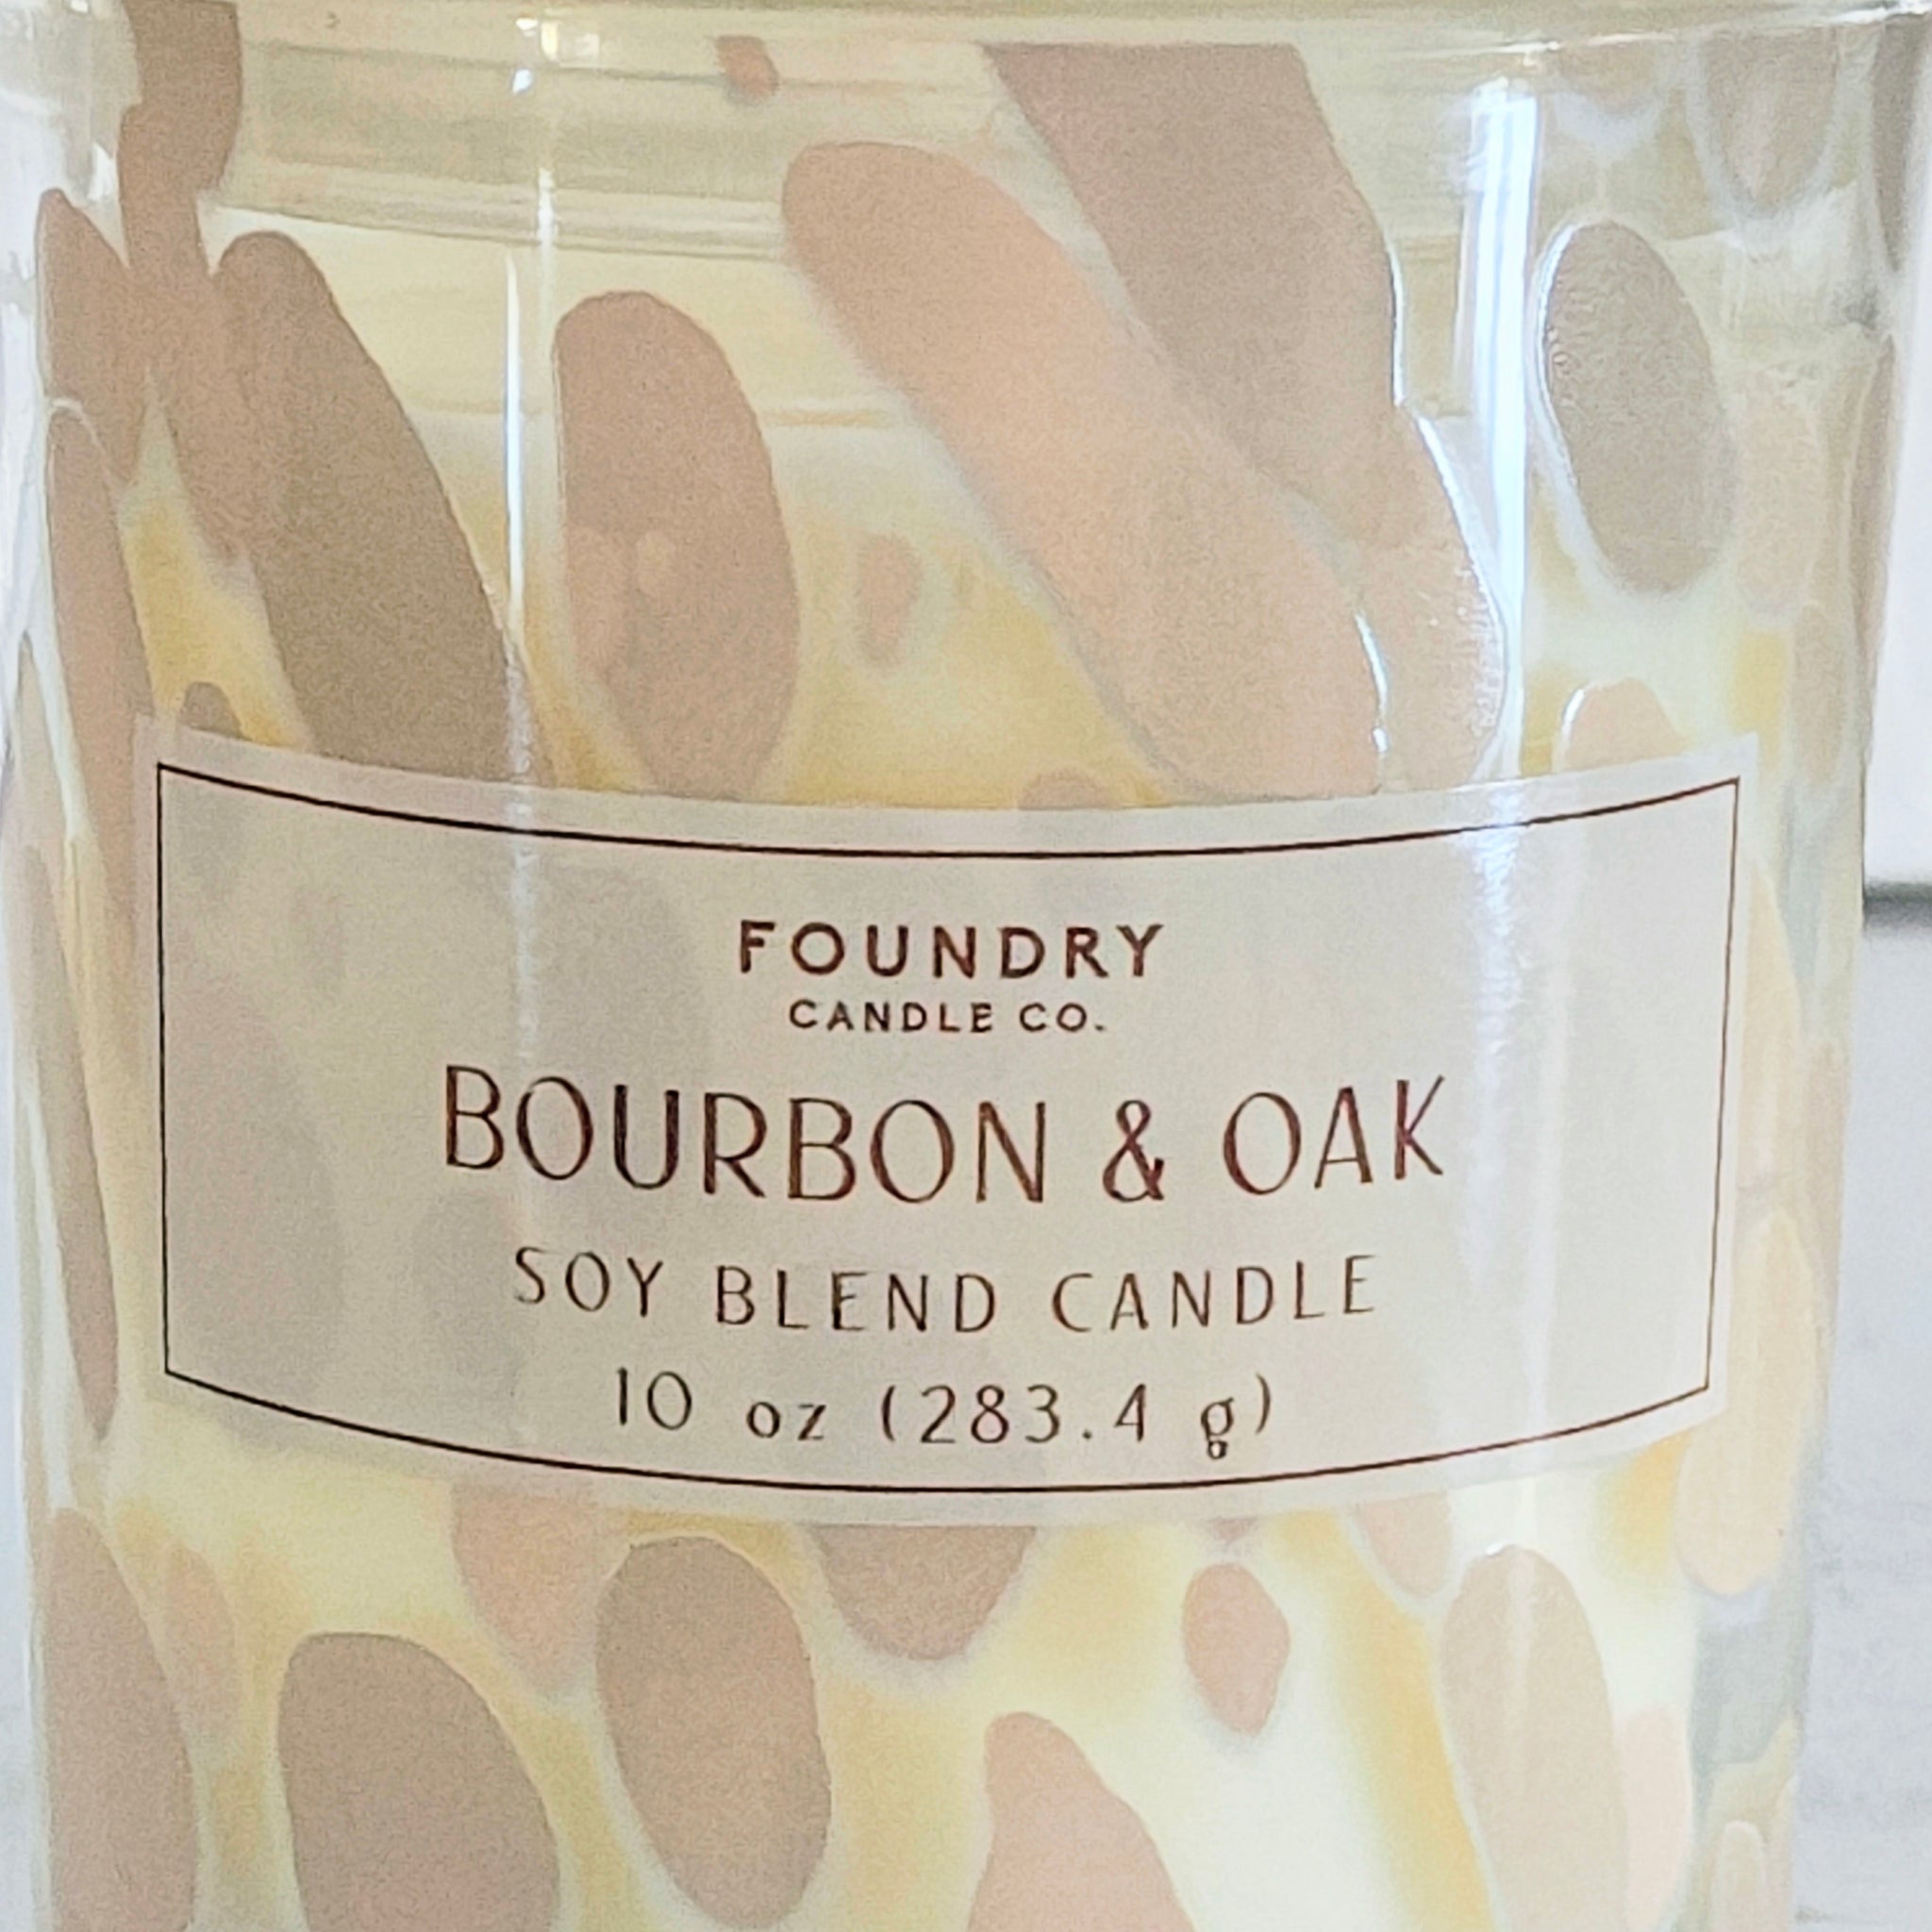 FOUNDRY
CANDLE CO.
BOURBON & OAK
SOY BLEND CANDLE
10 oz (283.4 g)